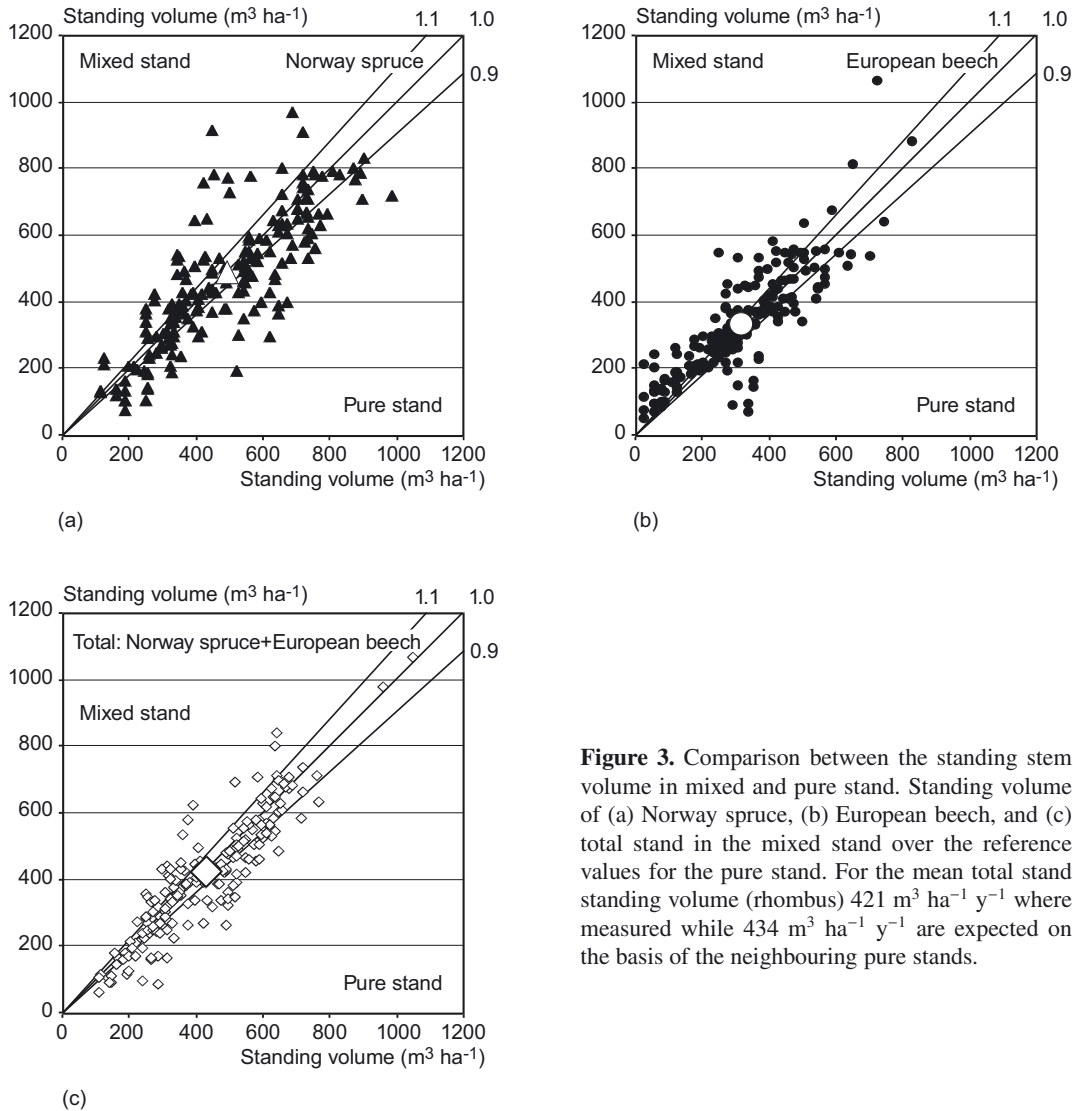 Standing volume (m³ ha⁻¹) 1.1 1.0
1200
Mixed stand Norway spruce
0.9
1000
800
600
400
200
Pure stand
0
0 200 400 600 800 1000 1200
Standing volume (m³ ha⁻¹)
(a)
Standing volume (m³ ha⁻¹) 1.1 1.0
1200
Mixed stand European beech
0.9
1000
800
600
400
200
Pure stand
0
0 200 400 600 800 1000 1200
Standing volume (m³ ha⁻¹)
(b)
Standing volume (m³ ha⁻¹) 1.1 1.0
1200
Total: Norway spruce+European beech
0.9
1000
Mixed stand
800
600
400
200
Pure stand
0
0 200 400 600 800 1000 1200
Standing volume (m³ ha⁻¹)
(c)
Figure 3. Comparison between the standing stem
volume in mixed and pure stand. Standing volume
of (a) Norway spruce, (b) European beech, and (c)
total stand in the mixed stand over the reference
values for the pure stand. For the mean total stand
standing volume (rhombus) 421 m³ ha⁻¹ y⁻¹ where
measured while 434 m³ ha⁻¹ y⁻¹ are expected on
the basis of the neighbouring pure stands.